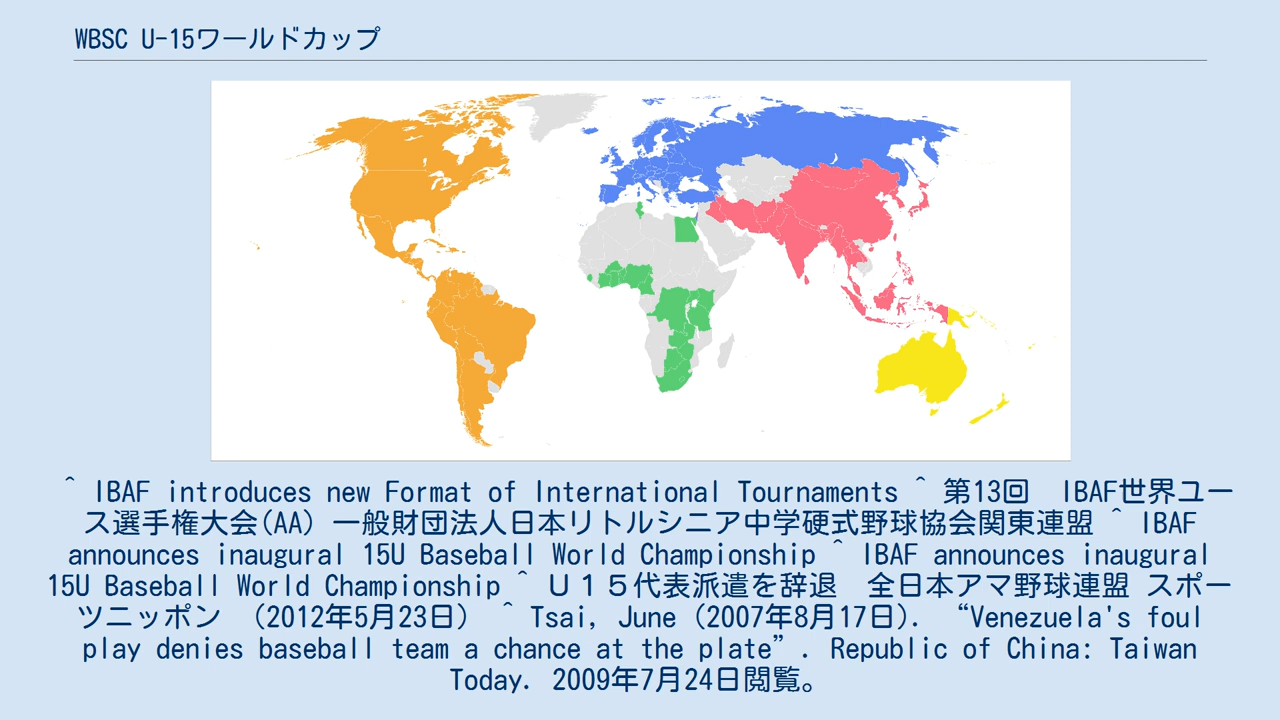 WBSC U-15ワールドカップ
^ IBAF introduces new Format of International Tournaments ^ 第13回　IBAF世界ユー
ス選手権大会(AA) 一般財団法人日本リトルシニア中学硬式野球協会関東連盟 ^ IBAF
announces inaugural 15U Baseball World Championship ^ IBAF announces inaugural
15U Baseball World Championship ^ U15代表派遣を辞退　全日本アマ野球連盟 スポー
ツニッポン （2012年5月23日） ^ Tsai, June (2007年8月17日). “Venezuela's foul
play denies baseball team a chance at the plate”. Republic of China: Taiwan
Today. 2009年7月24日閲覧。